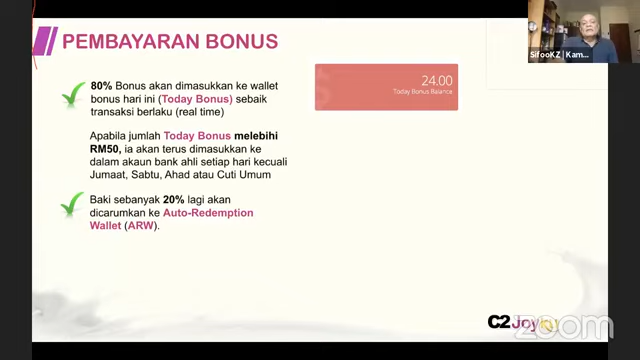 PEMBAYARAN BONUS
80% Bonus akan dimasukkan ke wallet
bonus hari ini (Today Bonus) sebaik
transaksi berlaku (real time)
Apabila jumlah Today Bonus melebihi
RM50, ia akan terus dimasukkan ke
dalam akaun bank ahli setiap hari kecuali
Jumaat, Sabtu, Ahad atau Cuti Umum
Baki sebanyak 20% lagi akan
dicarumkan ke Auto-Redemption
Wallet (ARW).
24.00
Today Bonus Balance
SifooKZ | Kam...
C2Joy
zoom